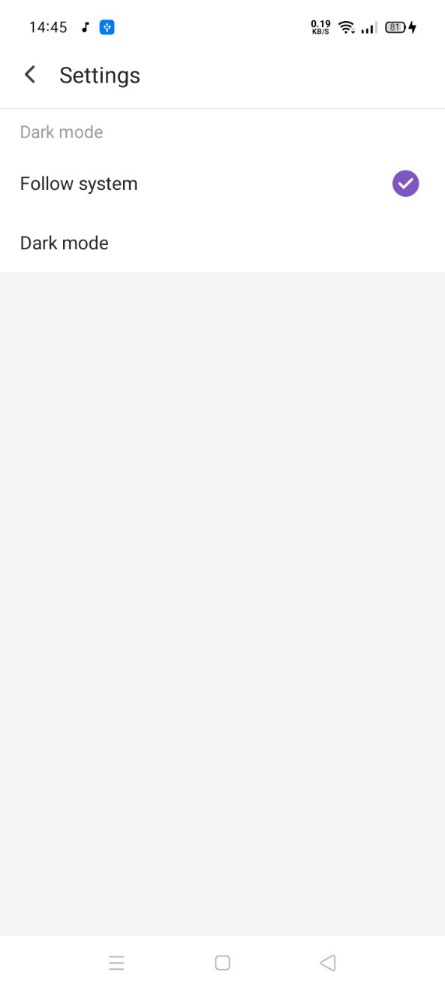 14:45
0.19
KB/S
81
Settings
Dark mode
Follow system
Dark mode